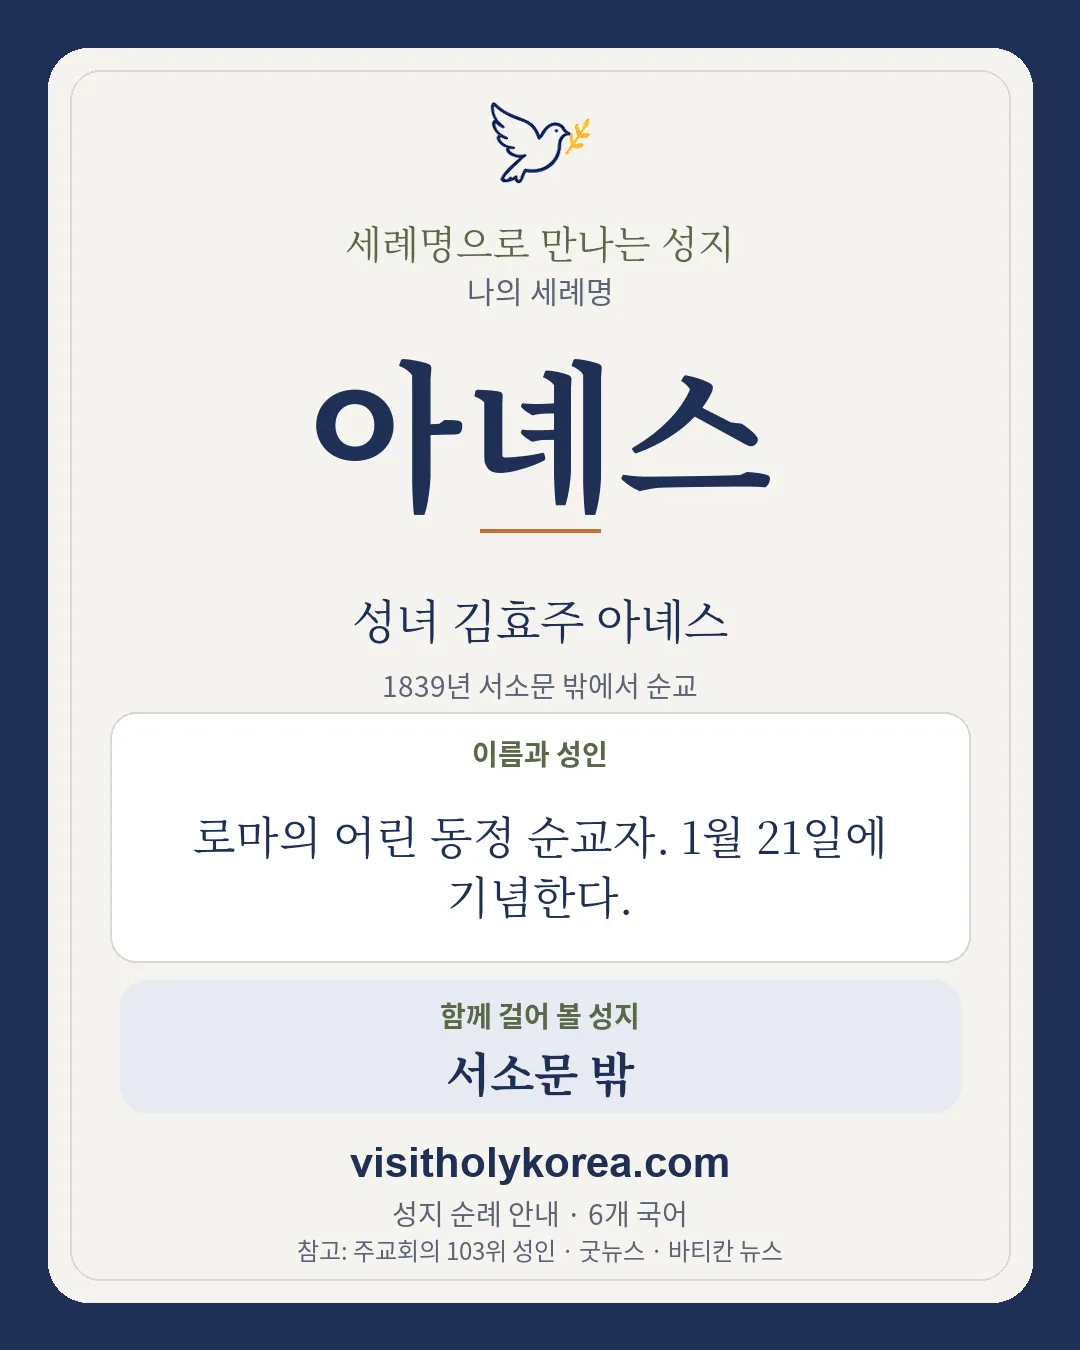 세례명으로 만나는 성지
나의 세례명
아녜스
성녀 김효주 아녜스
1839년 서소문 밖에서 순교
이름과 성인
로마의 어린 동정 순교자. 1월 21일에
기념한다.
함께 걸어 볼 성지
서소문 밖
visitholykorea.com
성지 순례 안내 · 6개 국어
참고: 주교회의 103위 성인 · 굿뉴스 · 바티칸 뉴스